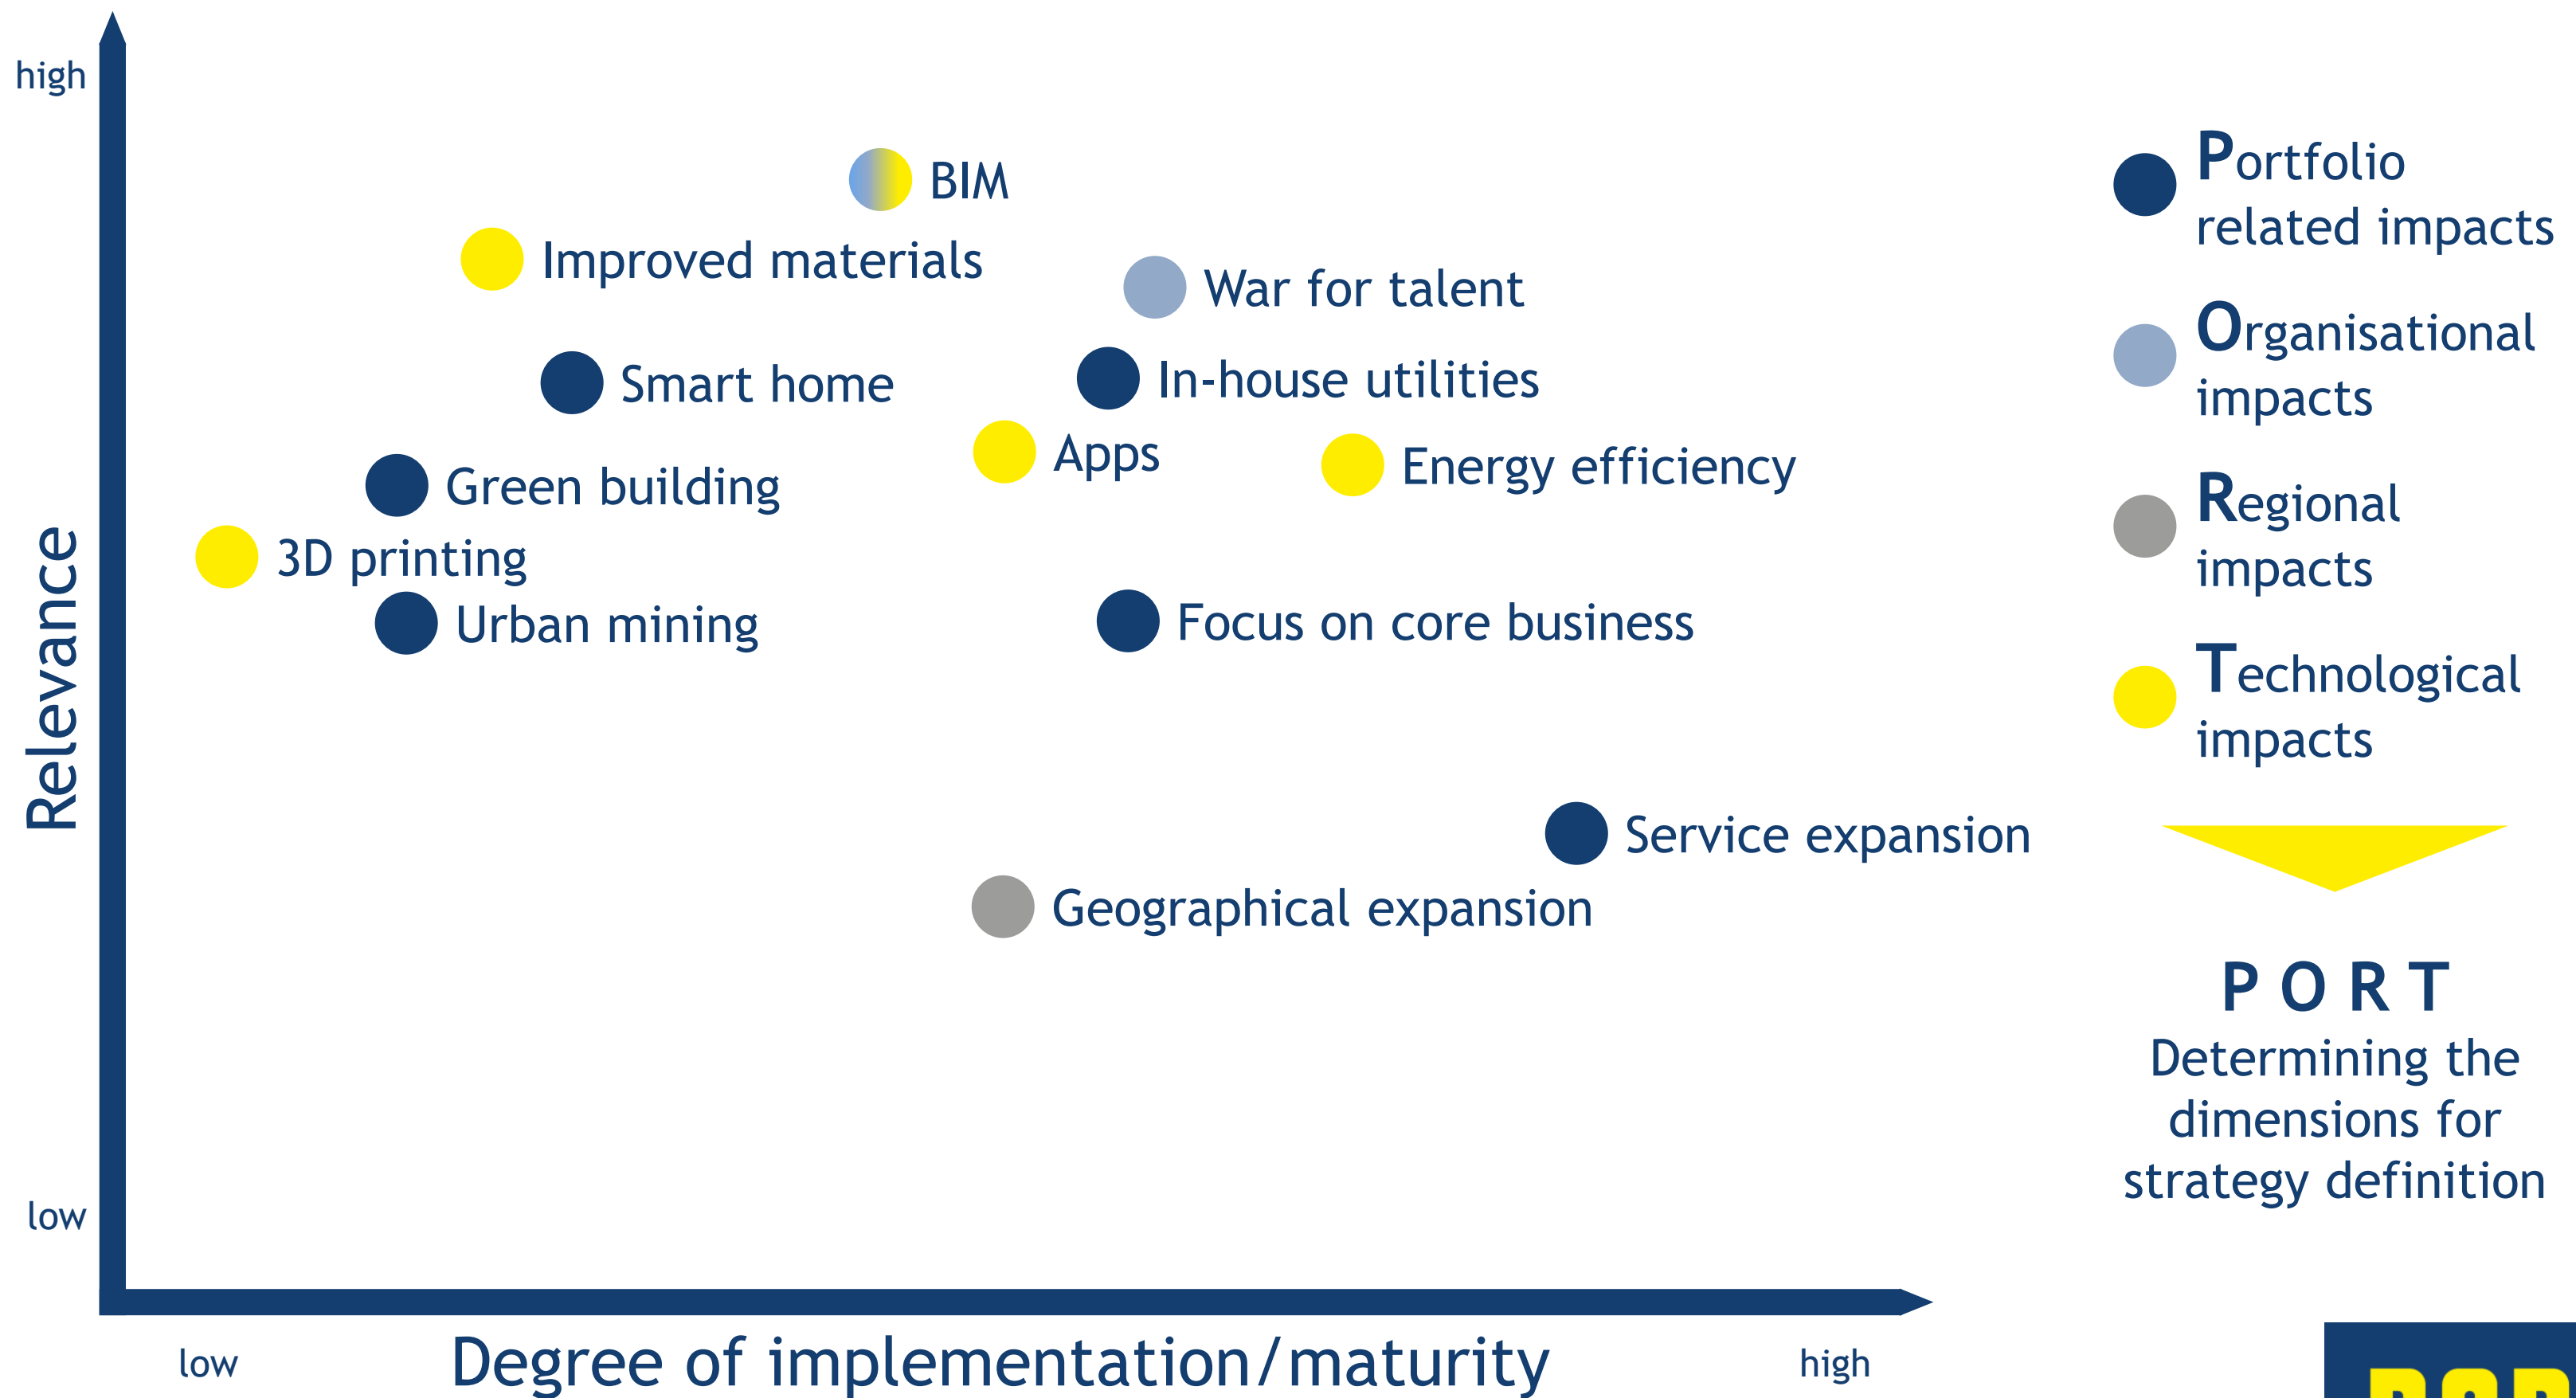 high
BIM
Improved materials
War for talent
Smart home
In-house utilities
Apps
Energy efficiency
Green building
3D printing
Urban mining
Focus on core business
Service expansion
Geographical expansion
Relevance
low
low
Degree of implementation/maturity
high
Portfolio
related impacts
Organisational
impacts
Regional
impacts
Technological
impacts
P O R T
Determining the
dimensions for
strategy definition